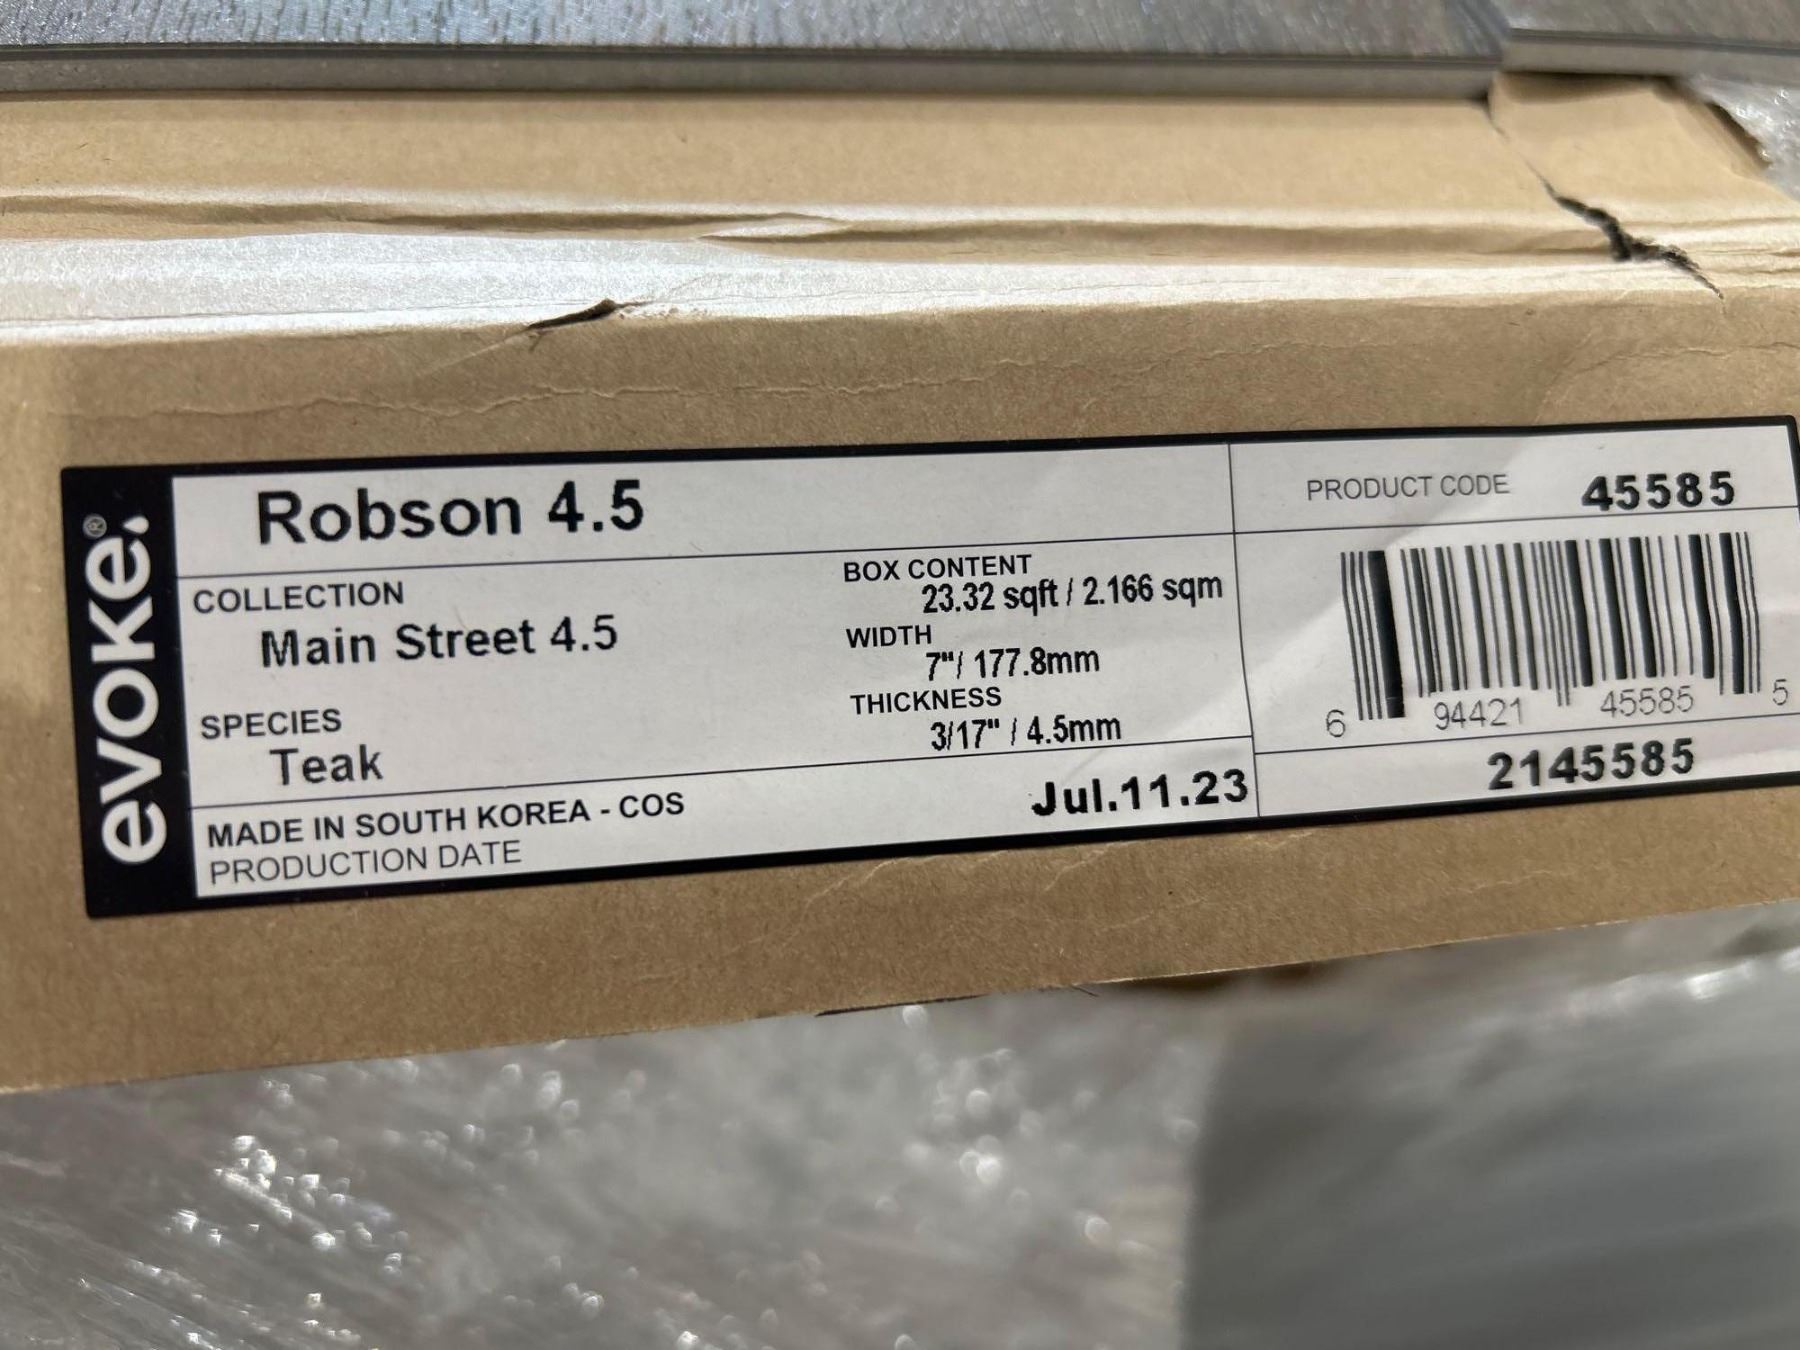 evoke®
Robson 4.5
PRODUCT CODE 45585
COLLECTION
Main Street 4.5
SPECIES
Teak
BOX CONTENT
23.32 sqft / 2.166 sqm
WIDTH
7"/ 177.8mm
THICKNESS
3/17" / 4.5mm
MADE IN SOUTH KOREA - COS
PRODUCTION DATE
Jul.11.23
6 94421 45585 5
2145585